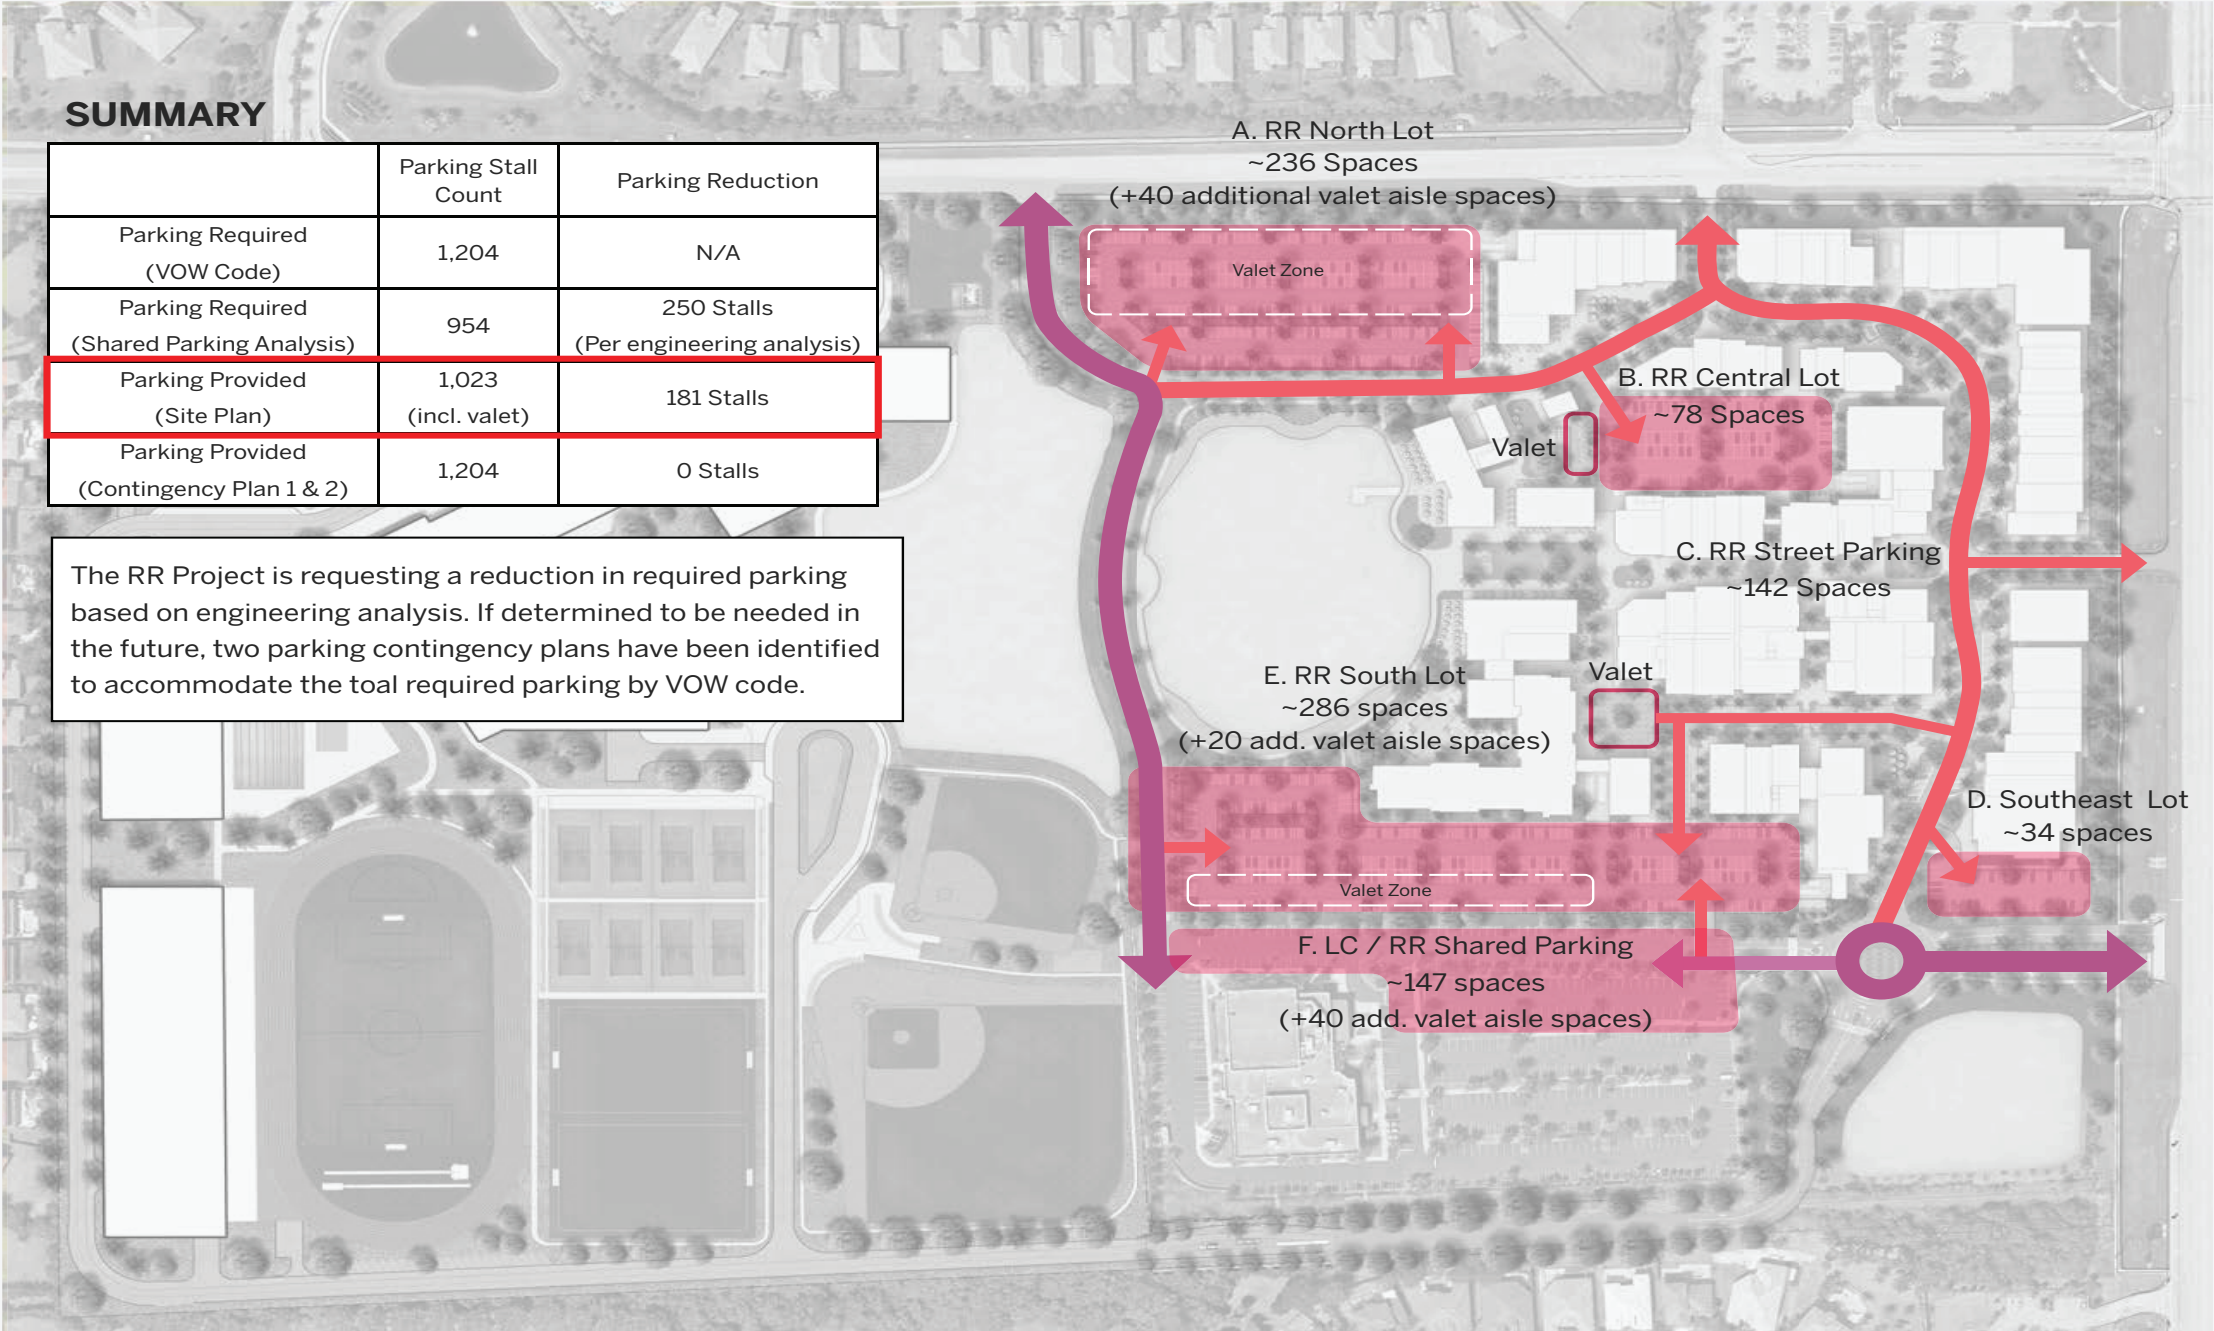 SUMMARY
Parking Stall
Count
Parking Reduction
Parking Required
(VOW Code)
1,204
N/A
Parking Required
(Shared Parking Analysis)
954
250 Stalls
(Per engineering analysis)
Parking Provided
(Site Plan)
1,023
(incl. valet)
181 Stalls
Parking Provided
(Contingency Plan 1 & 2)
1,204
0 Stalls
The RR Project is requesting a reduction in required parking
based on engineering analysis. If determined to be needed in
the future, two parking contingency plans have been identified
to accommodate the toal required parking by VOW code.
A. RR North Lot
~236 Spaces
(+40 additional valet aisle spaces)
Valet Zone
B. RR Central Lot
~78 Spaces
Valet
C. RR Street Parking
~142 Spaces
E. RR South Lot
~286 spaces
(+20 add. valet aisle spaces)
Valet
D. Southeast Lot
~34 spaces
Valet Zone
F. LC / RR Shared Parking
~147 spaces
(+40 add. valet aisle spaces)